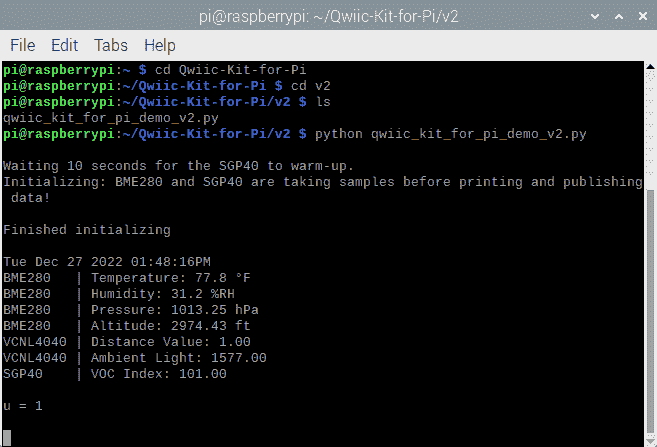 pi@raspberrypi: ~/Qwiic-Kit-for-Pi/v2
File Edit Tabs Help
pi@raspberrypi:~ $ cd Qwiic-Kit-for-Pi
pi@raspberrypi:~/Qwiic-Kit-for-Pi $ cd v2
pi@raspberrypi:~/Qwiic-Kit-for-Pi/v2 $ ls
qwiic_kit_for_pi_demo_v2.py
pi@raspberrypi:~/Qwiic-Kit-for-Pi/v2 $ python qwiic_kit_for_pi_demo_v2.py
Waiting 10 seconds for the SGP40 to warm-up.
Initializing: BME280 and SGP40 are taking samples before printing and publishing
data!
Finished initializing
Tue Dec 27 2022 01:48:16PM
BME280 | Temperature: 77.8 °F
BME280 | Humidity: 31.2 %RH
BME280 | Pressure: 1013.25 hPa
BME280 | Altitude: 2974.43 ft
VCNL4040 | Distance Value: 1.00
VCNL4040 | Ambient Light: 1577.00
SGP40 | VOC Index: 101.00
u = 1